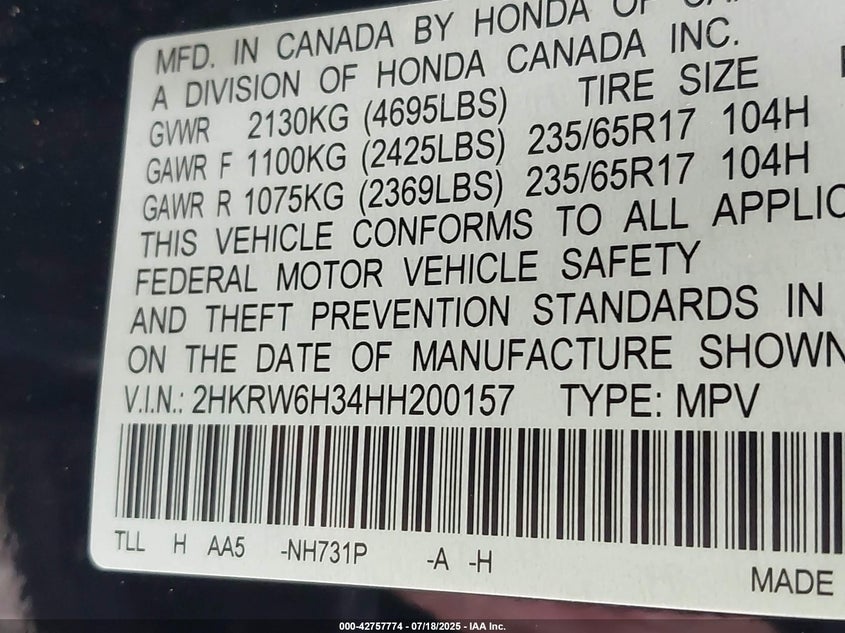 MFD. IN CANADA BY HONDA OF
A DIVISION OF HONDA CANADA INC.
GVWR 2130KG (4695LBS) TIRE SIZE
GAWR F 1100KG (2425LBS) 235/65R17 104H
GAWR R 1075KG (2369LBS) 235/65R17 104H
THIS VEHICLE CONFORMS TO ALL APPLIC
FEDERAL MOTOR VEHICLE SAFETY
AND THEFT PREVENTION STANDARDS IN
ON THE DATE OF MANUFACTURE SHOWN
V.I.N.: 2HKRW6H34HH200157 TYPE: MPV
TLL H AA5 -NH731P -A -H
MADE
000-42757774 - 07/18/2025 - IAA Inc.